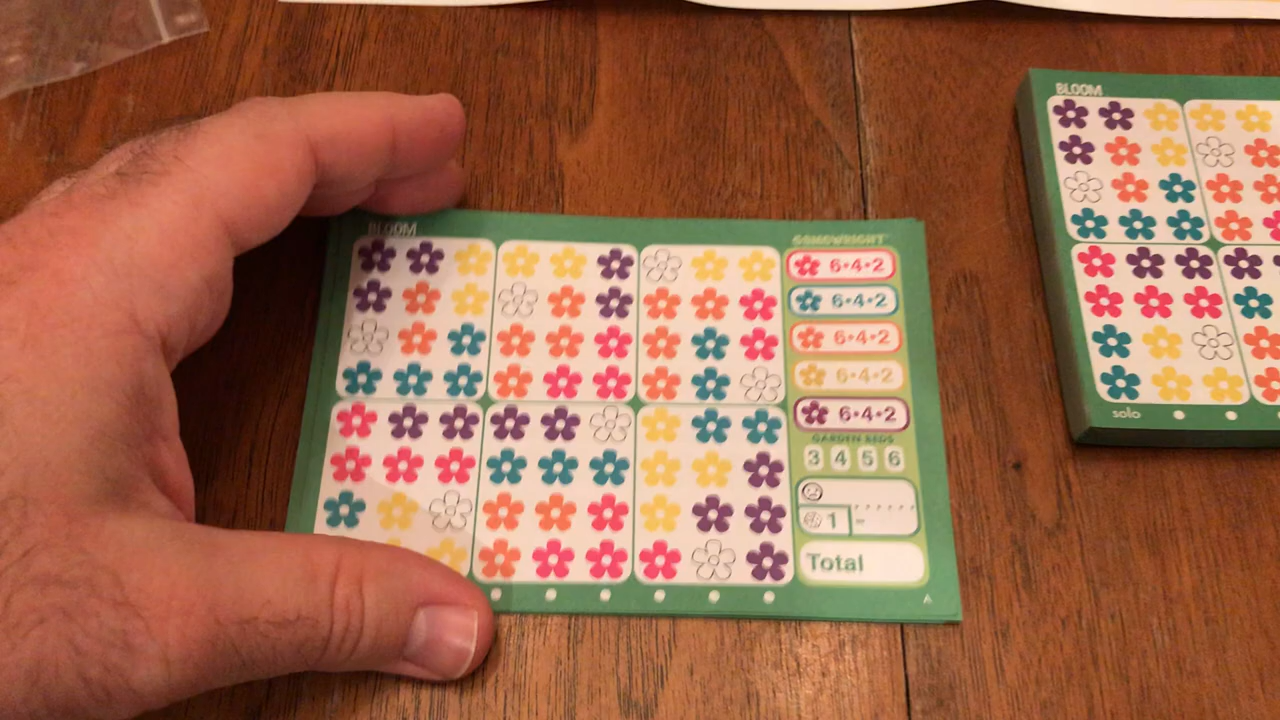 BLOOM
GAMEWRIGHT
6•4•2
6•4•2
6•4•2
6•4•2
6•4•2
GARDEN BEDS
3 4 5 6
1 =
Total
A
BLOOM
solo